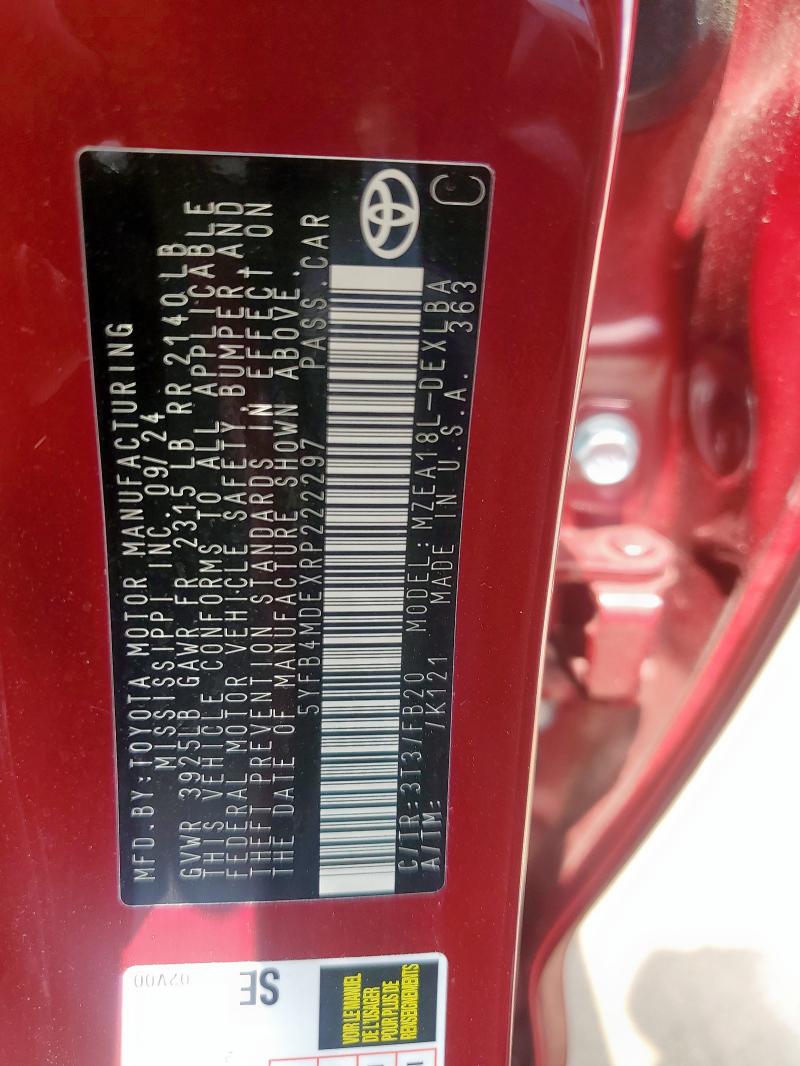 MFD.BY:TOYOTA MOTOR MANUFACTURING
MISSISSIPPI INC. 09/24
GVWR 3925LB GAWR FR 2315 LB RR 2140LB
THIS VEHICLE CONFORMS TO ALL APPLICABLE
FEDERAL MOTOR VEHICLE SAFETY BUMPER, AND
THEFT PREVENTION STANDARDS IN EFFECT ON
THE DATE OF MANUFACTURE SHOWN ABOVE.
5YFB4MDEXRP222297 PASS.CAR
C/TR:3T3/FB20 MODEL:MZEA18L-DEXLBA
A/TM: /K121 MADE IN U.S.A. 363
C
02V00
SE
VOIR LE MANUEL
DE L'USAGER
POUR PLUS DE
RENSEIGNEMENTS